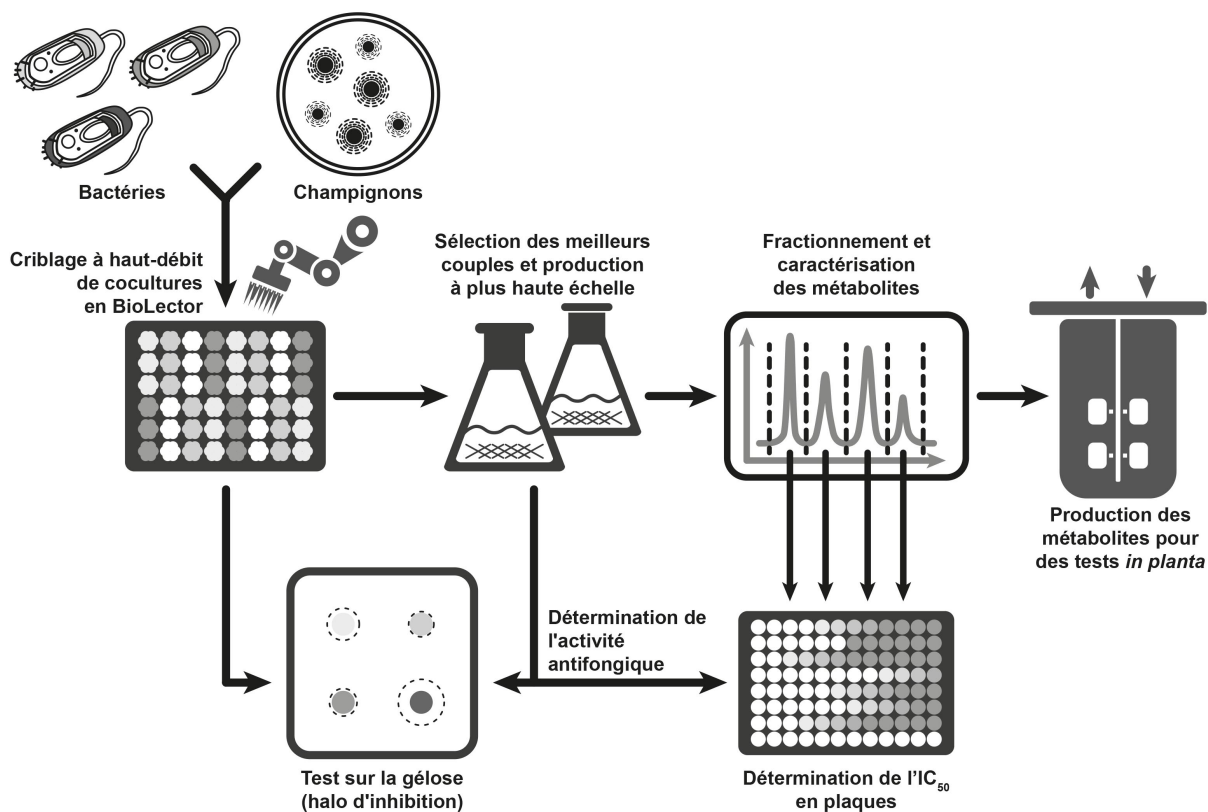 Bactéries
Champignons
Criblage à haut-débit
de cocultures
en BioLector
Sélection des meilleurs
couples et production
à plus haute échelle
Fractionnement et
caractérisation
des métabolites
Production des
métabolites pour
des tests in planta
Détermination de
l'activité
antifongique
Test sur la gélose
(halo d'inhibition)
Détermination de l'IC₅₀
en plaques